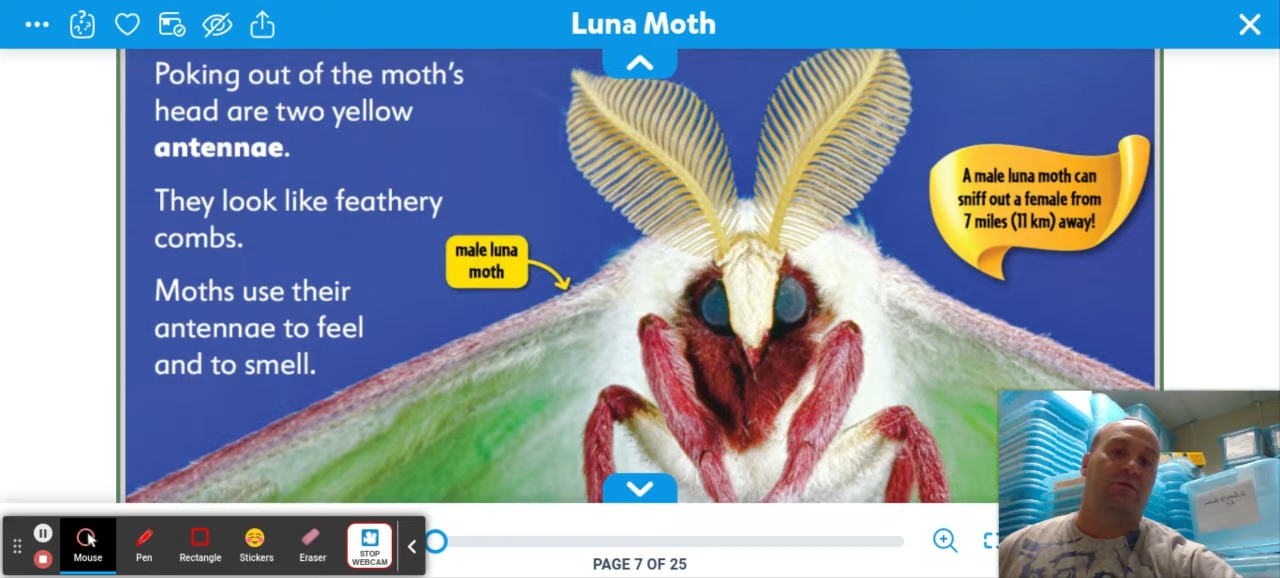 Luna Moth
Poking out of the moth's
head are two yellow
antennae.
They look like feathery
combs.
Moths use their
antennae to feel
and to smell.
male luna
moth
A male luna moth can
sniff out a female from
7 miles (11 km) away!
Mouse
Pen
Rectangle
Stickers
Eraser
STOP
WEBCAM
PAGE 7 OF 25